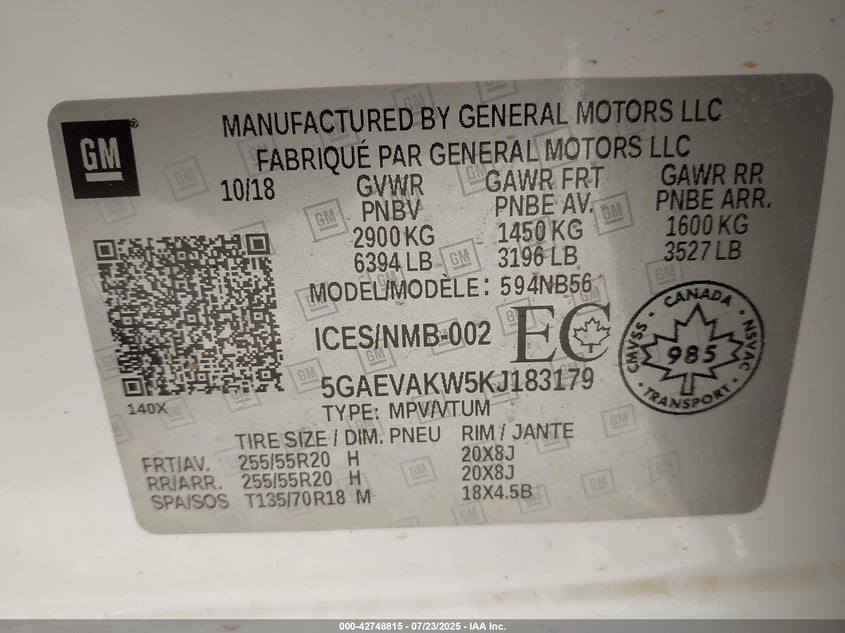 GM
MANUFACTURED BY GENERAL MOTORS LLC
FABRIQUÉ PAR GENERAL MOTORS LLC
10/18 GVWR GAWR FRT GAWR RR
PNBV PNBE AV. PNBE ARR.
2900 KG 1450 KG 1600 KG
6394 LB 3196 LB 3527 LB
MODEL/MODÈLE: 594NB56
ICES/NMB-002 EC
CANADA
CMVSS 985 NSVAC
TRANSPORT
5GAEVAKW5KJ183179
140X
TYPE: MPV/VTUM
TIRE SIZE / DIM. PNEU RIM / JANTE
FRT/AV. 255/55R20 H 20X8J
RR/ARR. 255/55R20 H 20X8J
SPA/SOS T135/70R18 M 18X4.5B
000-42748815 - 07/23/2025 - IAA Inc.